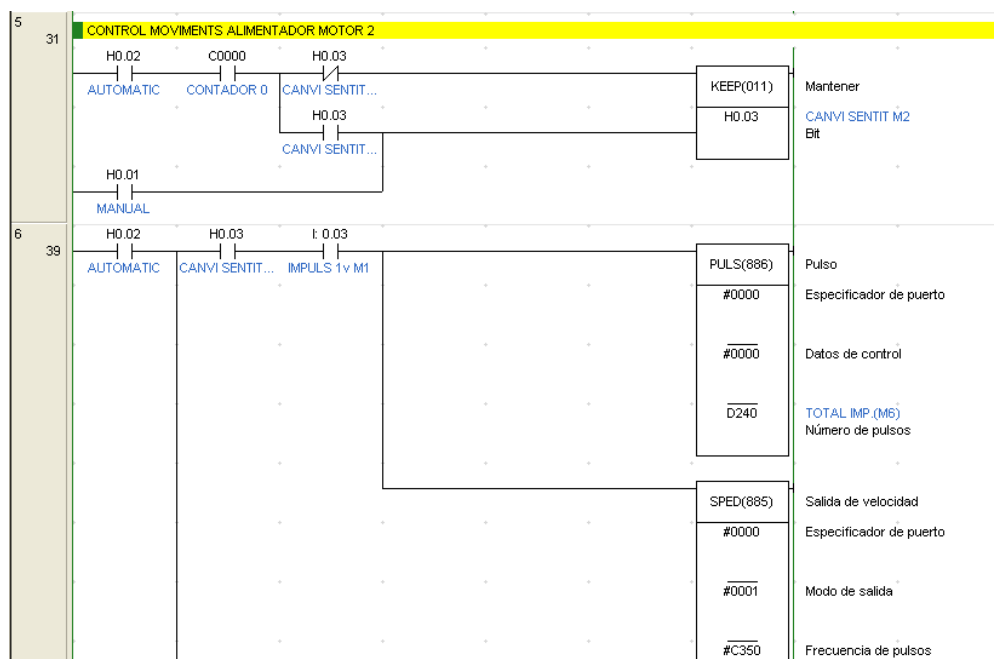 5
31
CONTROL MOVIMENTS ALIMENTADOR MOTOR 2
H0.02 C0000 H0.03
AUTOMATIC CONTADOR 0 CANVI SENTIT...
KEEP(011) Mantener
H0.03
CANVI SENTIT...
H0.03 CANVI SENTIT M2
Bit
H0.01
MANUAL
6
39
H0.02 H0.03 I: 0.03
AUTOMATIC CANVI SENTIT... IMPULS 1v M1
PULS(886) Pulso
#0000 Especificador de puerto
#0000 Datos de control
D240 TOTAL IMP.(M6)
Número de pulsos
SPED(885) Salida de velocidad
#0000 Especificador de puerto
#0001 Modo de salida
#C350 Frecuencia de pulsos